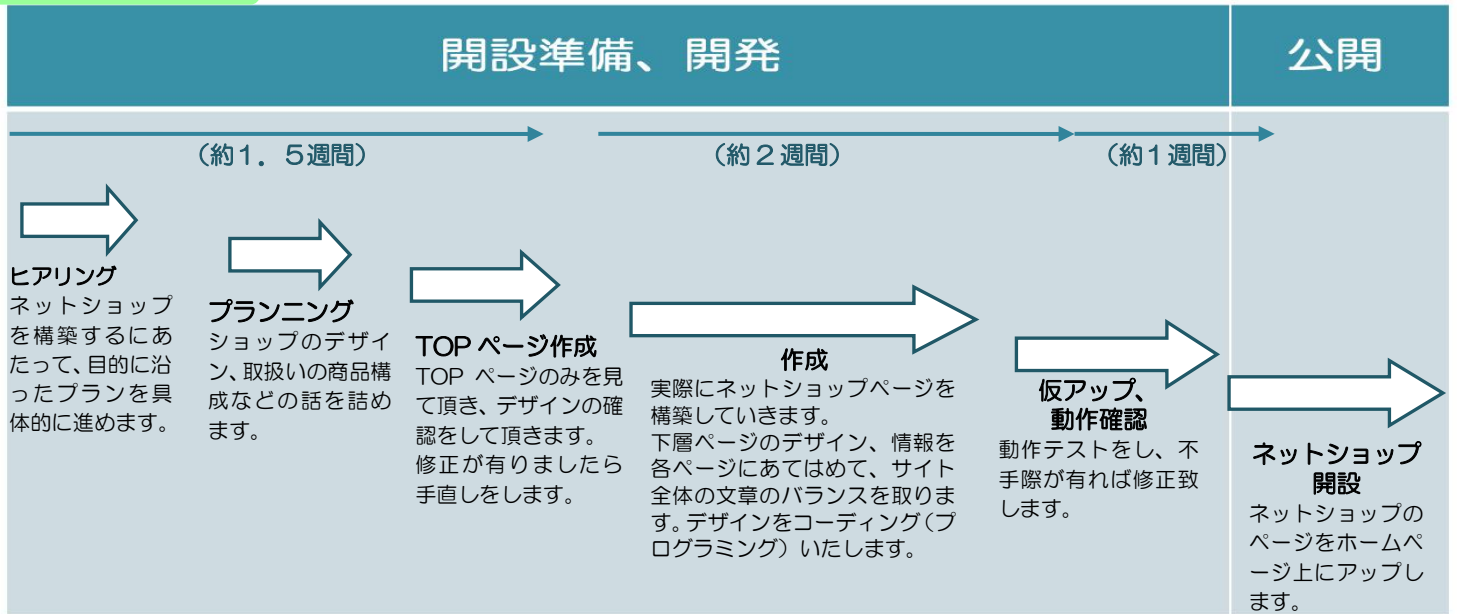 開設準備、開発
公開
（約１．５週間）
（約２週間）
（約１週間）
ヒアリング
ネットショップ
を構築するにあ
たって、目的に沿
ったプランを具
体的に進めます。
プランニング
ショップのデザイ
ン、取扱いの商品構
成などの話を詰め
ます。
TOP ページ作成
TOP ページのみを見
て頂き、デザインの確
認をして頂きます。
修正が有りましたら
手直しをします。
作成
実際にネットショップページを
構築していきます。
下層ページのデザイン、情報を
各ページにあてはめて、サイト
全体の文章のバランスを取りま
す。デザインをコーディング（プ
ログラミング）いたします。
仮アップ、
動作確認
動作テストをし、不
手際が有れば修正致
します。
ネットショップ
開設
ネットショップの
ページをホームペ
ージ上にアップし
ます。